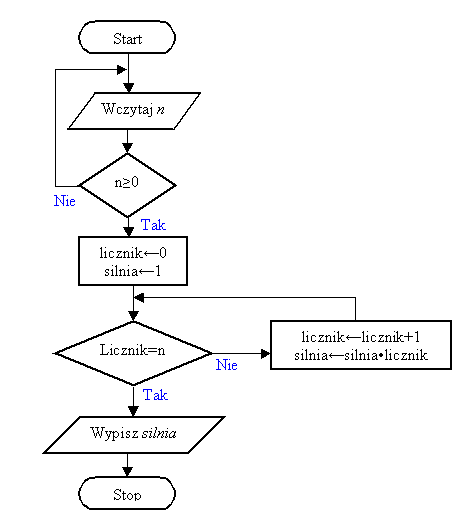 Start
Wczytaj n
n≥0
Nie
Tak
licznik←0
silnia←1
Licznik=n
Nie
licznik←licznik+1
silnia←silnia•licznik
Tak
Wypisz silnia
Stop